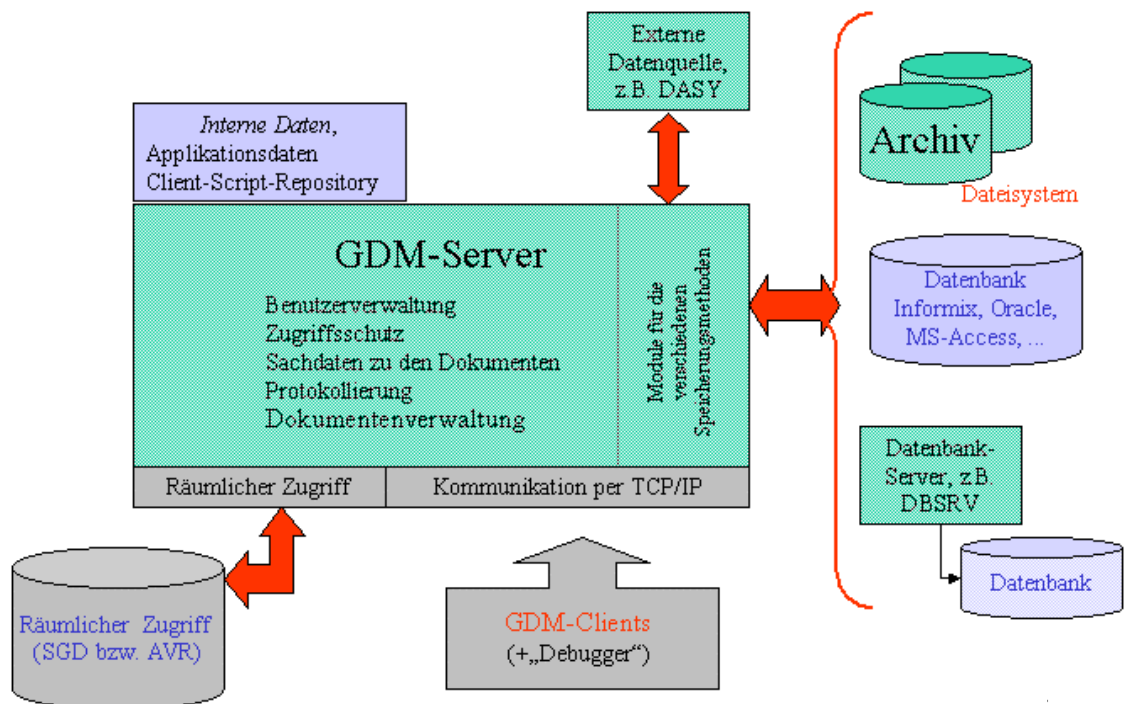 Externe
Datenquelle,
z.B. DASY
Interne Daten,
Applikationsdaten
Client-Script-Repository
Archiv
Dateisystem
GDM-Server
Benutzerverwaltung
Zugriffsschutz
Sachdaten zu den Dokumenten
Protokollierung
Dokumentenverwaltung
Module für die
verschiedenen
Speicherungsmethoden
Datenbank
Informix, Oracle,
MS-Access, ...
Räumlicher Zugriff
Kommunikation per TCP/IP
Datenbank-
Server, z.B.
DBSRV
Datenbank
Räumlicher Zugriff
(SGD bzw. AVR)
GDM-Clients
(+„Debugger“)